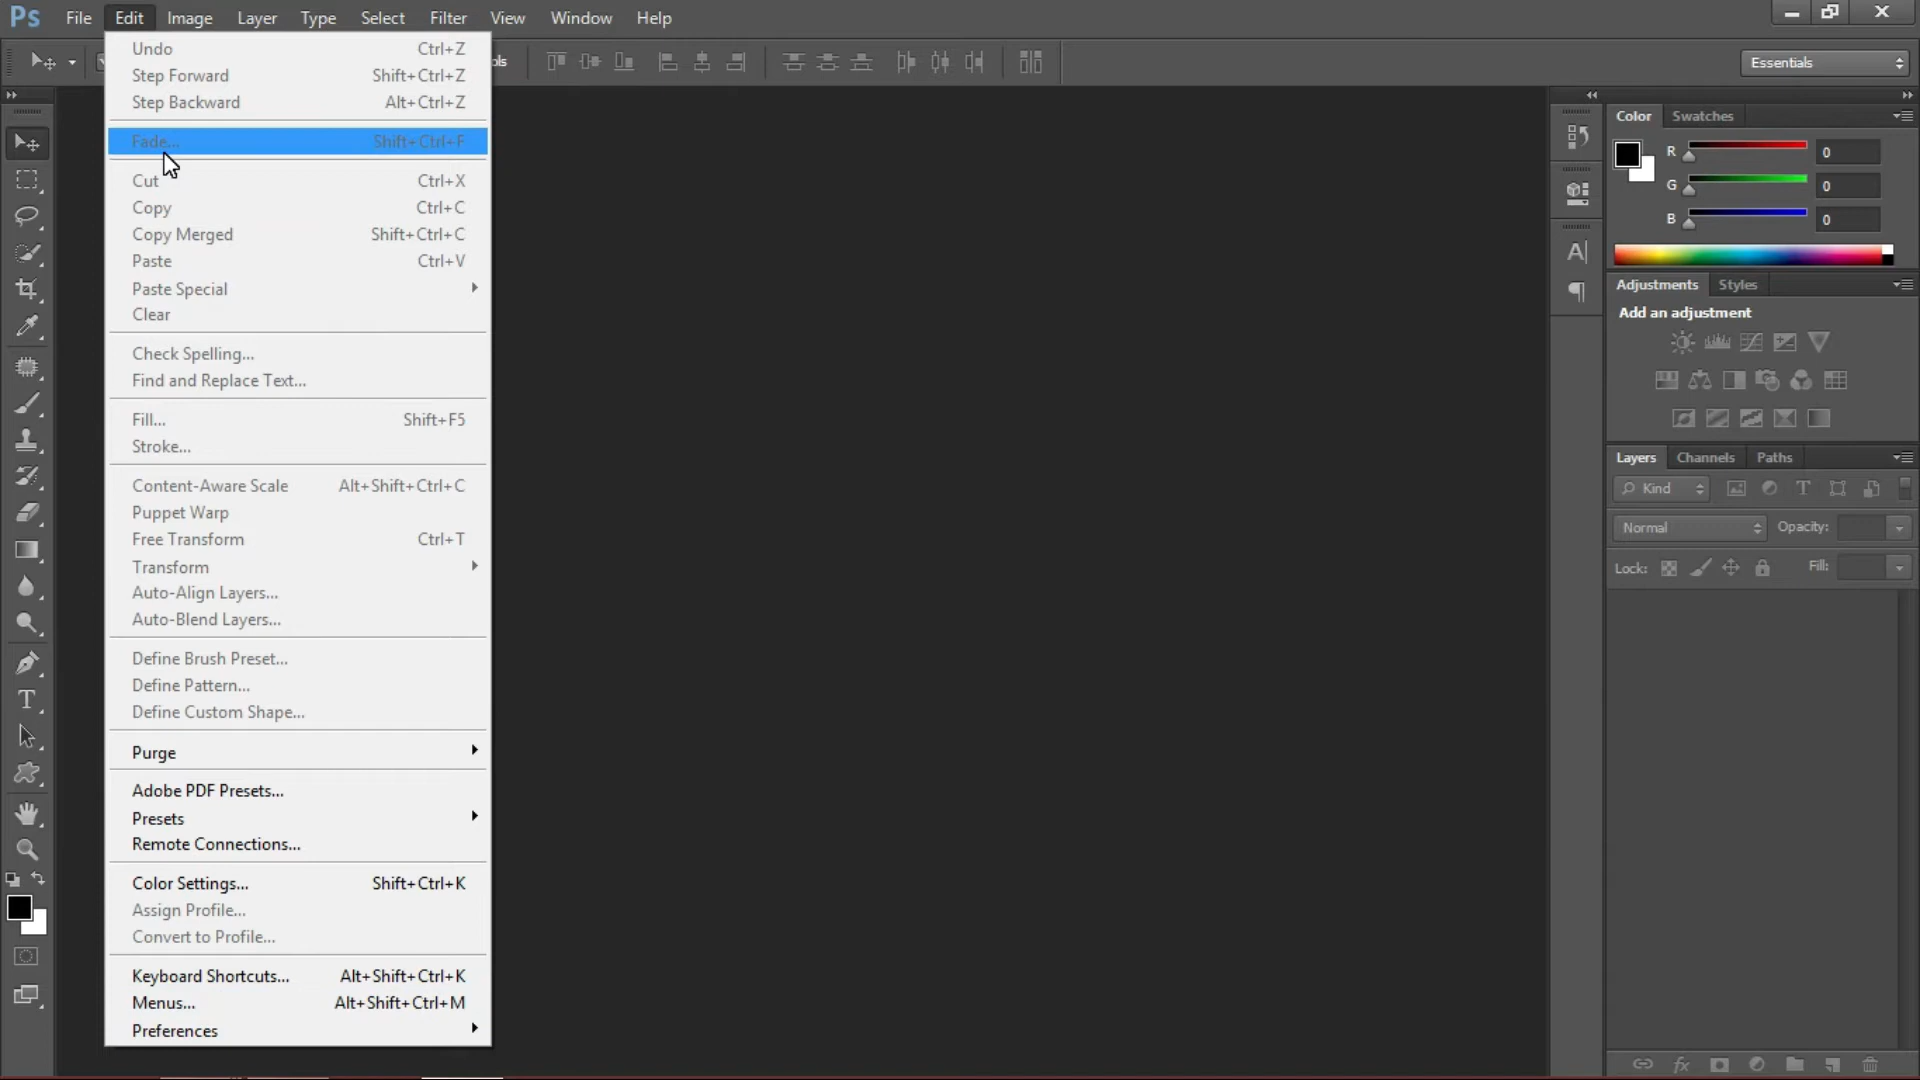 Ps File Edit Image Layer Type Select Filter View Window Help
Essentials
Undo Ctrl+Z
Step Forward Shift+Ctrl+Z
Step Backward Alt+Ctrl+Z
Fade... Shift+Ctrl+F
Cut Ctrl+X
Copy Ctrl+C
Copy Merged Shift+Ctrl+C
Paste Ctrl+V
Paste Special
Clear
Check Spelling...
Find and Replace Text...
Fill... Shift+F5
Stroke...
Content-Aware Scale Alt+Shift+Ctrl+C
Puppet Warp
Free Transform Ctrl+T
Transform
Auto-Align Layers...
Auto-Blend Layers...
Define Brush Preset...
Define Pattern...
Define Custom Shape...
Purge
Adobe PDF Presets...
Presets
Remote Connections...
Color Settings... Shift+Ctrl+K
Assign Profile...
Convert to Profile...
Keyboard Shortcuts... Alt+Shift+Ctrl+K
Menus... Alt+Shift+Ctrl+M
Preferences
Color Swatches
R 0
G 0
B 0
Adjustments Styles
Add an adjustment
Layers Channels Paths
Kind
Normal Opacity:
Lock: Fill: